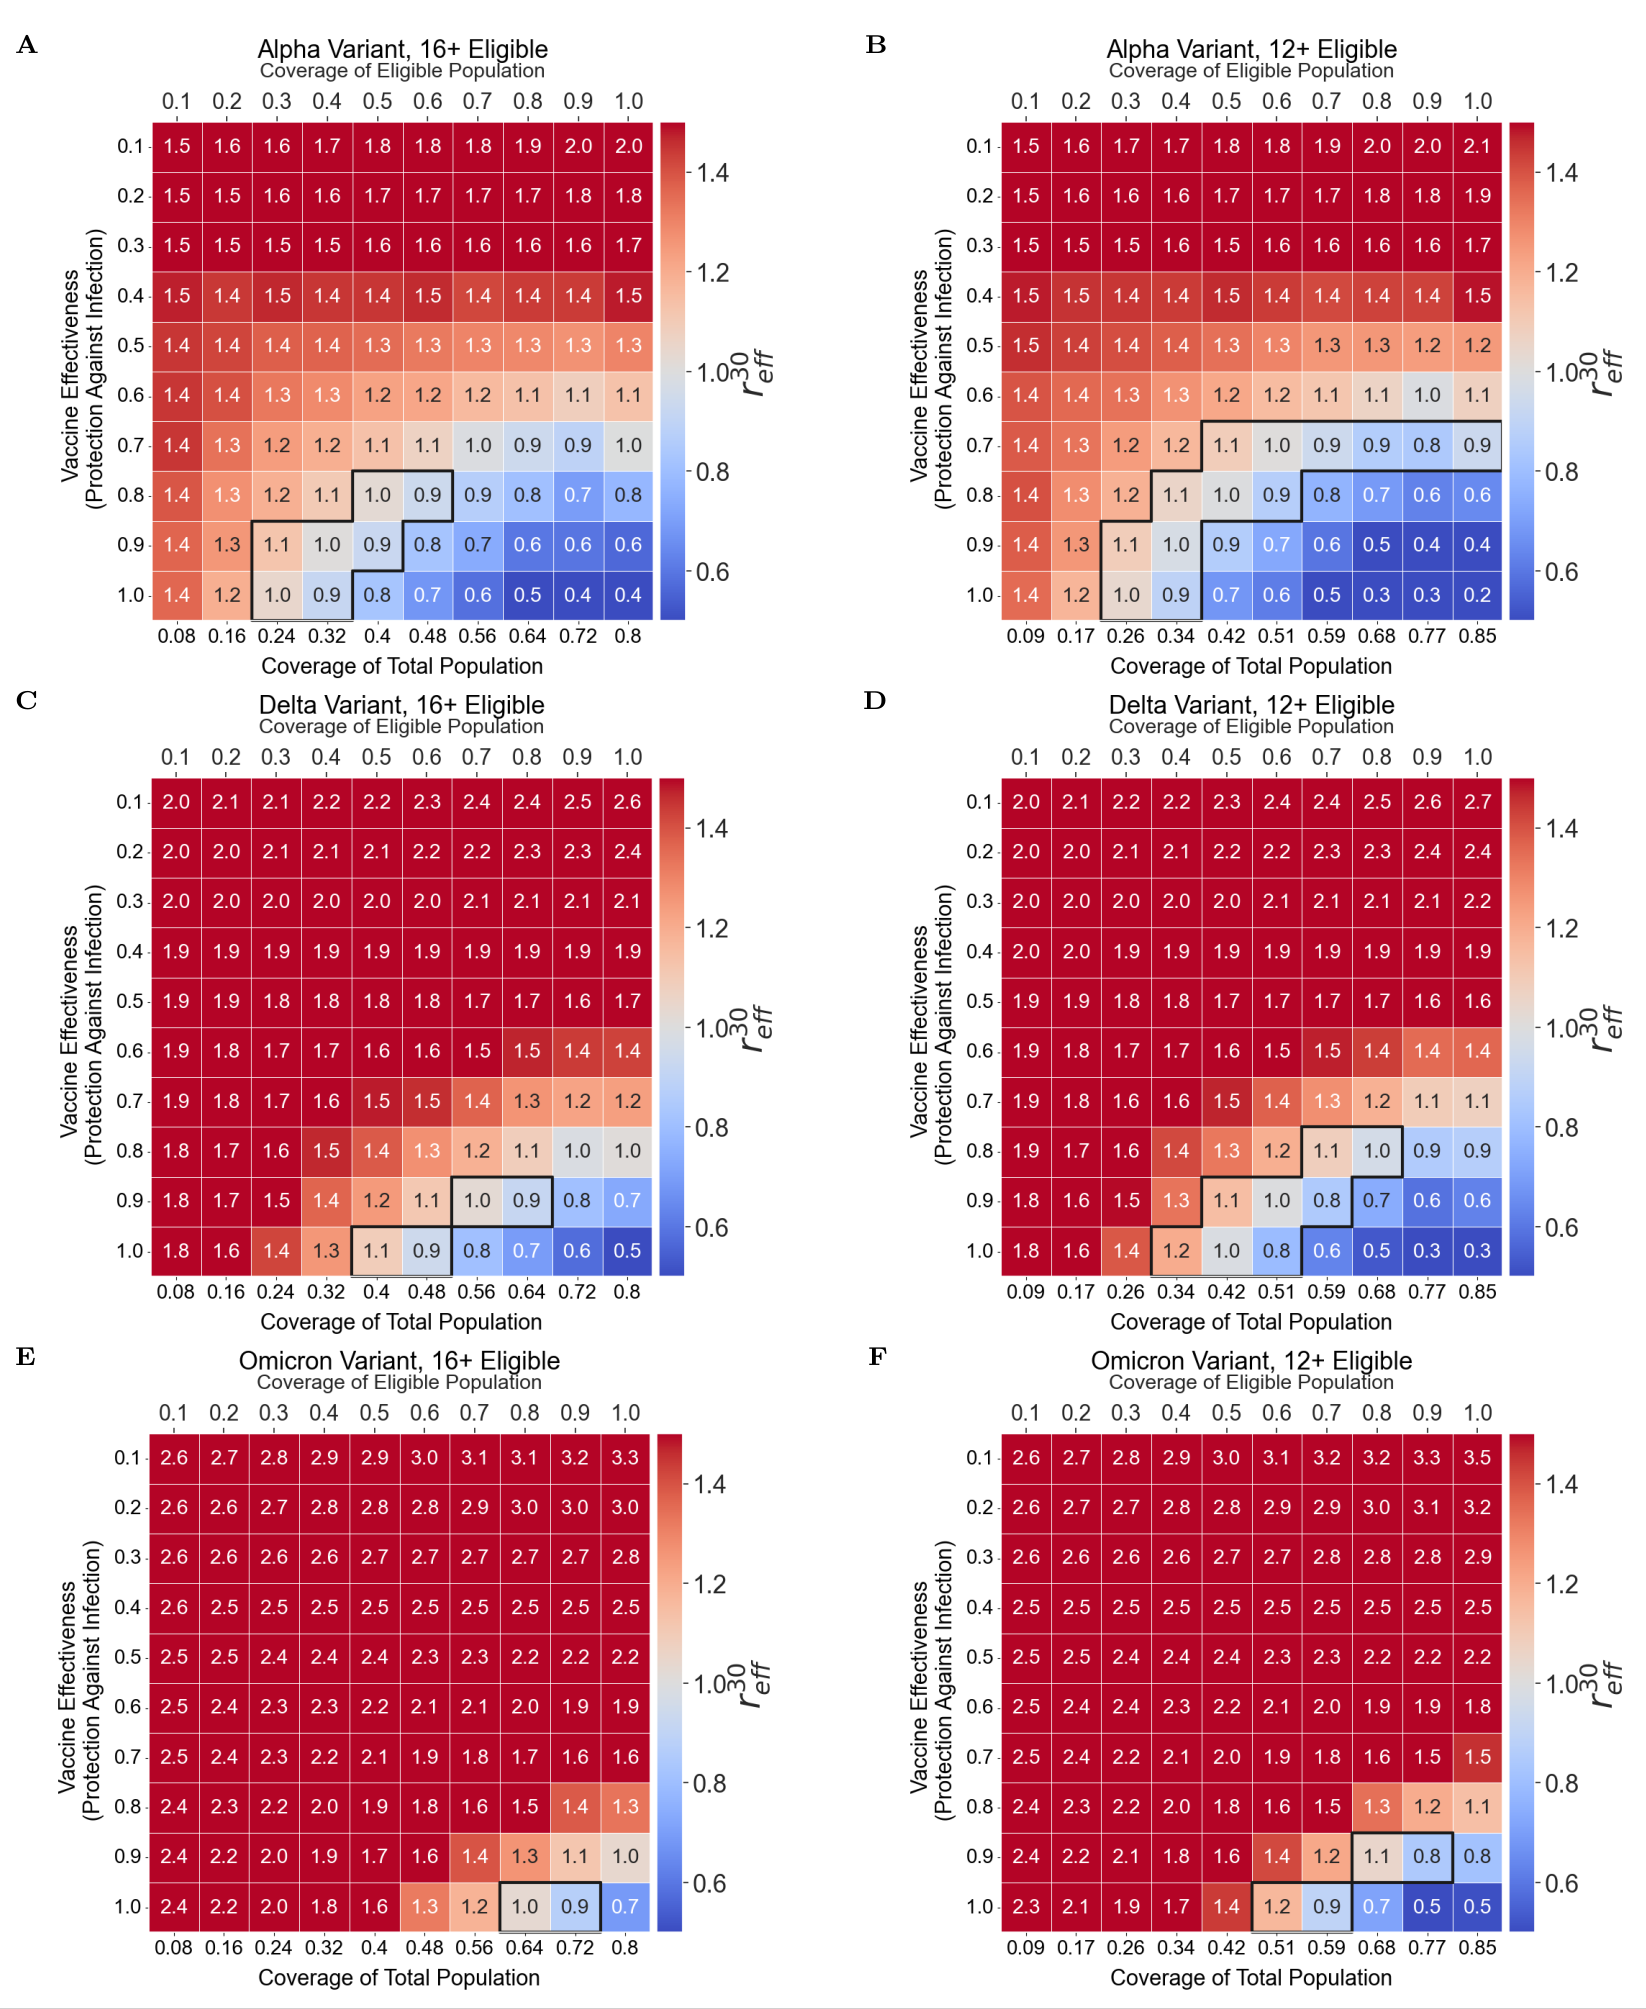 A
Alpha Variant, 16+ Eligible
Coverage of Eligible Population
0.1 0.2 0.3 0.4 0.5 0.6 0.7 0.8 0.9 1.0
Vaccine Effectiveness
(Protection Against Infection)
0.1 1.5 1.6 1.6 1.7 1.8 1.8 1.8 1.9 2.0 2.0
0.2 1.5 1.5 1.6 1.6 1.7 1.7 1.7 1.7 1.8 1.8
0.3 1.5 1.5 1.5 1.5 1.6 1.6 1.6 1.6 1.6 1.7
0.4 1.5 1.4 1.5 1.4 1.4 1.5 1.4 1.4 1.4 1.5
0.5 1.4 1.4 1.4 1.4 1.3 1.3 1.3 1.3 1.3 1.3
0.6 1.4 1.4 1.3 1.3 1.2 1.2 1.2 1.1 1.1 1.1
0.7 1.4 1.3 1.2 1.2 1.1 1.1 1.0 0.9 0.9 1.0
0.8 1.4 1.3 1.2 1.1 1.0 0.9 0.9 0.8 0.7 0.8
0.9 1.4 1.3 1.1 1.0 0.9 0.8 0.7 0.6 0.6 0.6
1.0 1.4 1.2 1.0 0.9 0.8 0.7 0.6 0.5 0.4 0.4
0.08 0.16 0.24 0.32 0.4 0.48 0.56 0.64 0.72 0.8
Coverage of Total Population
1.4
1.2
1.0
0.8
0.6
r30eff
B
Alpha Variant, 12+ Eligible
Coverage of Eligible Population
0.1 0.2 0.3 0.4 0.5 0.6 0.7 0.8 0.9 1.0
Vaccine Effectiveness
(Protection Against Infection)
0.1 1.5 1.6 1.7 1.7 1.8 1.8 1.9 2.0 2.0 2.1
0.2 1.5 1.6 1.6 1.6 1.7 1.7 1.7 1.8 1.8 1.9
0.3 1.5 1.5 1.5 1.6 1.5 1.6 1.6 1.6 1.6 1.7
0.4 1.5 1.5 1.4 1.4 1.5 1.4 1.4 1.4 1.4 1.5
0.5 1.5 1.4 1.4 1.4 1.3 1.3 1.3 1.3 1.2 1.2
0.6 1.4 1.4 1.3 1.3 1.2 1.2 1.1 1.1 1.0 1.1
0.7 1.4 1.3 1.2 1.2 1.1 1.0 0.9 0.9 0.8 0.9
0.8 1.4 1.3 1.2 1.1 1.0 0.9 0.8 0.7 0.6 0.6
0.9 1.4 1.3 1.1 1.0 0.9 0.7 0.6 0.5 0.4 0.4
1.0 1.4 1.2 1.0 0.9 0.7 0.6 0.5 0.3 0.3 0.2
0.09 0.17 0.26 0.34 0.42 0.51 0.59 0.68 0.77 0.85
Coverage of Total Population
1.4
1.2
1.0
0.8
0.6
r30eff
C
Delta Variant, 16+ Eligible
Coverage of Eligible Population
0.1 0.2 0.3 0.4 0.5 0.6 0.7 0.8 0.9 1.0
Vaccine Effectiveness
(Protection Against Infection)
0.1 2.0 2.1 2.1 2.2 2.2 2.3 2.4 2.4 2.5 2.6
0.2 2.0 2.0 2.1 2.1 2.1 2.2 2.2 2.3 2.3 2.4
0.3 2.0 2.0 2.0 2.0 2.0 2.0 2.1 2.1 2.1 2.1
0.4 1.9 1.9 1.9 1.9 1.9 1.9 1.9 1.9 1.9 1.9
0.5 1.9 1.9 1.8 1.8 1.8 1.8 1.7 1.7 1.6 1.7
0.6 1.9 1.8 1.7 1.7 1.6 1.6 1.5 1.5 1.4 1.4
0.7 1.9 1.8 1.7 1.6 1.5 1.5 1.4 1.3 1.2 1.2
0.8 1.8 1.7 1.6 1.5 1.4 1.3 1.2 1.1 1.0 1.0
0.9 1.8 1.7 1.5 1.4 1.2 1.1 1.0 0.9 0.8 0.7
1.0 1.8 1.6 1.4 1.3 1.1 0.9 0.8 0.7 0.6 0.5
0.08 0.16 0.24 0.32 0.4 0.48 0.56 0.64 0.72 0.8
Coverage of Total Population
1.4
1.2
1.0
0.8
0.6
r30eff
D
Delta Variant, 12+ Eligible
Coverage of Eligible Population
0.1 0.2 0.3 0.4 0.5 0.6 0.7 0.8 0.9 1.0
Vaccine Effectiveness
(Protection Against Infection)
0.1 2.0 2.1 2.2 2.2 2.3 2.4 2.4 2.5 2.6 2.7
0.2 2.0 2.0 2.1 2.1 2.2 2.2 2.3 2.3 2.4 2.4
0.3 2.0 2.0 2.0 2.0 2.0 2.1 2.1 2.1 2.1 2.2
0.4 2.0 2.0 1.9 1.9 1.9 1.9 1.9 1.9 1.9 1.9
0.5 1.9 1.9 1.8 1.8 1.7 1.7 1.7 1.7 1.6 1.6
0.6 1.9 1.8 1.7 1.7 1.6 1.5 1.5 1.4 1.4 1.4
0.7 1.9 1.8 1.6 1.6 1.5 1.4 1.3 1.2 1.1 1.1
0.8 1.9 1.7 1.6 1.4 1.3 1.2 1.1 1.0 0.9 0.9
0.9 1.8 1.6 1.5 1.3 1.1 1.0 0.8 0.7 0.6 0.6
1.0 1.8 1.6 1.4 1.2 1.0 0.8 0.6 0.5 0.3 0.3
0.09 0.17 0.26 0.34 0.42 0.51 0.59 0.68 0.77 0.85
Coverage of Total Population
1.4
1.2
1.0
0.8
0.6
r30eff
E
Omicron Variant, 16+ Eligible
Coverage of Eligible Population
0.1 0.2 0.3 0.4 0.5 0.6 0.7 0.8 0.9 1.0
Vaccine Effectiveness
(Protection Against Infection)
0.1 2.6 2.7 2.8 2.9 2.9 3.0 3.1 3.1 3.2 3.3
0.2 2.6 2.6 2.7 2.8 2.8 2.8 2.9 3.0 3.0 3.0
0.3 2.6 2.6 2.6 2.6 2.7 2.7 2.7 2.7 2.7 2.8
0.4 2.6 2.5 2.5 2.5 2.5 2.5 2.5 2.5 2.5 2.5
0.5 2.5 2.5 2.4 2.4 2.4 2.3 2.3 2.2 2.2 2.2
0.6 2.5 2.4 2.3 2.3 2.2 2.1 2.1 2.0 1.9 1.9
0.7 2.5 2.4 2.3 2.2 2.1 1.9 1.8 1.7 1.6 1.6
0.8 2.4 2.3 2.2 2.0 1.9 1.8 1.6 1.5 1.4 1.3
0.9 2.4 2.2 2.0 1.9 1.7 1.6 1.4 1.3 1.1 1.0
1.0 2.4 2.2 2.0 1.8 1.6 1.3 1.2 1.0 0.9 0.7
0.08 0.16 0.24 0.32 0.4 0.48 0.56 0.64 0.72 0.8
Coverage of Total Population
1.4
1.2
1.0
0.8
0.6
r30eff
F
Omicron Variant, 12+ Eligible
Coverage of Eligible Population
0.1 0.2 0.3 0.4 0.5 0.6 0.7 0.8 0.9 1.0
Vaccine Effectiveness
(Protection Against Infection)
0.1 2.6 2.7 2.8 2.9 3.0 3.1 3.2 3.2 3.3 3.5
0.2 2.6 2.7 2.7 2.8 2.8 2.9 2.9 3.0 3.1 3.2
0.3 2.6 2.6 2.6 2.6 2.7 2.7 2.8 2.8 2.8 2.9
0.4 2.5 2.5 2.5 2.5 2.5 2.5 2.5 2.5 2.5 2.5
0.5 2.5 2.5 2.4 2.4 2.4 2.3 2.3 2.2 2.2 2.2
0.6 2.5 2.4 2.4 2.3 2.2 2.1 2.0 1.9 1.9 1.8
0.7 2.5 2.4 2.2 2.1 2.0 1.9 1.8 1.6 1.5 1.5
0.8 2.4 2.3 2.2 2.0 1.8 1.6 1.5 1.3 1.2 1.1
0.9 2.4 2.2 2.1 1.8 1.6 1.4 1.2 1.1 0.8 0.8
1.0 2.3 2.1 1.9 1.7 1.4 1.2 0.9 0.7 0.5 0.5
0.09 0.17 0.26 0.34 0.42 0.51 0.59 0.68 0.77 0.85
Coverage of Total Population
1.4
1.2
1.0
0.8
0.6
r30eff